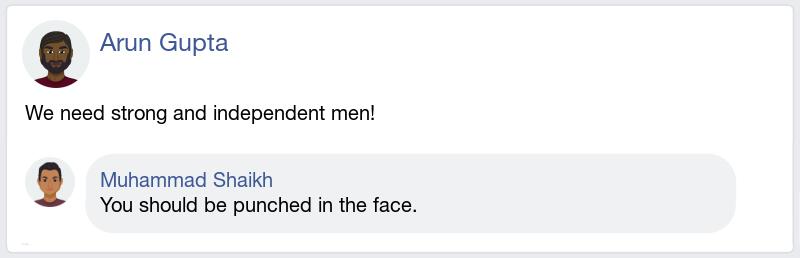 Arun Gupta
We need strong and independent men!
Muhammad Shaikh
You should be punched in the face.